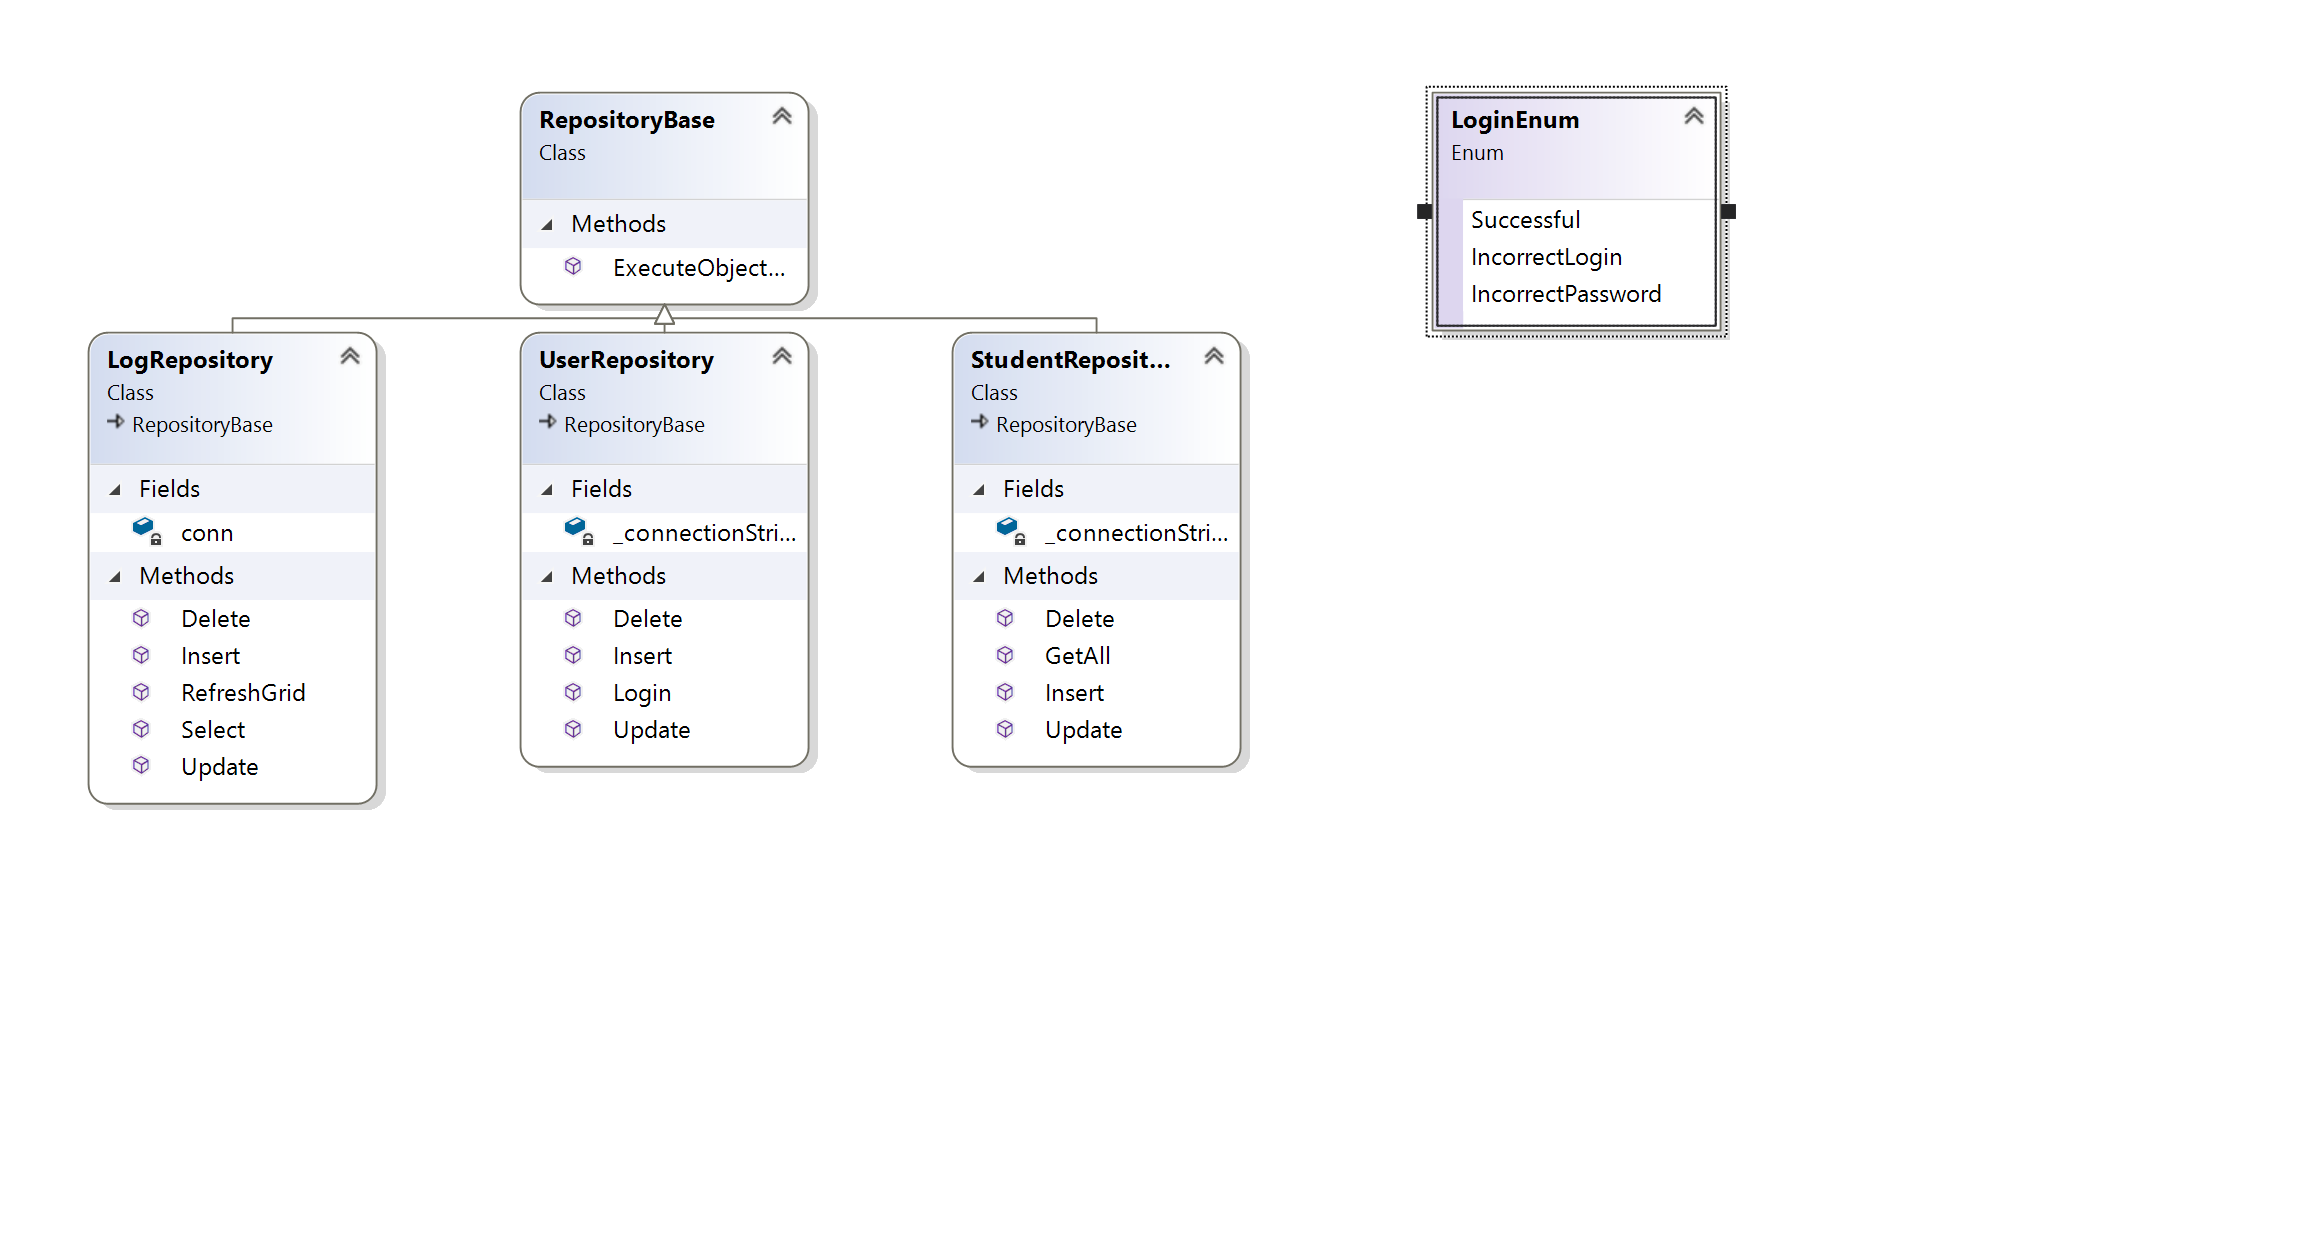 RepositoryBase
Class
Methods
ExecuteObject...
LoginEnum
Enum
Successful
IncorrectLogin
IncorrectPassword
LogRepository
Class
RepositoryBase
Fields
conn
Methods
Delete
Insert
RefreshGrid
Select
Update
UserRepository
Class
RepositoryBase
Fields
_connectionStri...
Methods
Delete
Insert
Login
Update
StudentReposit...
Class
RepositoryBase
Fields
_connectionStri...
Methods
Delete
GetAll
Insert
Update